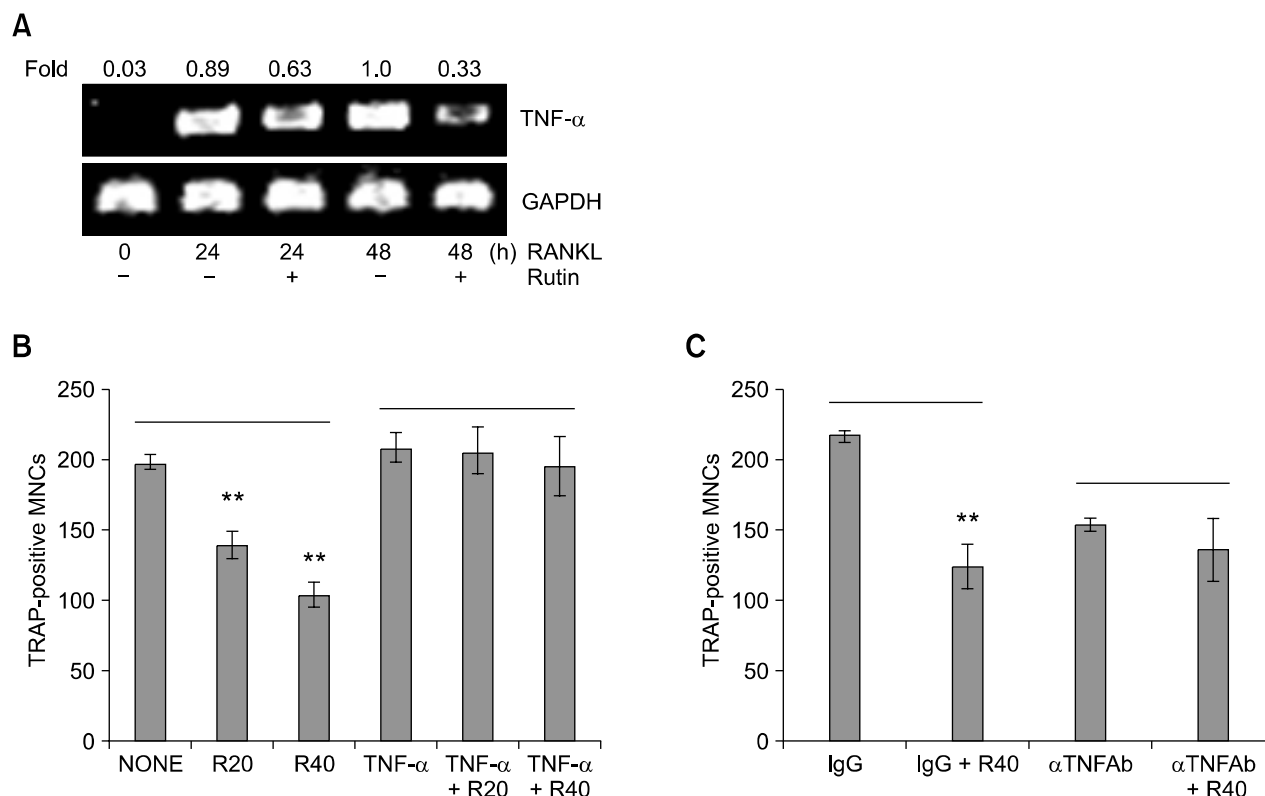 A
Fold 0.03 0.89 0.63 1.0 0.33
TNF-α
GAPDH
0 24 24 48 48 (h) RANKL
– – + – + Rutin
B
TRAP-positive MNCs
250
200
150
100
50
0
**
**
NONE R20 R40 TNF-α TNF-α TNF-α
+ R20 + R40
C
TRAP-positive MNCs
250
200
150
100
50
0
**
IgG IgG + R40 αTNFAb αTNFAb
+ R40